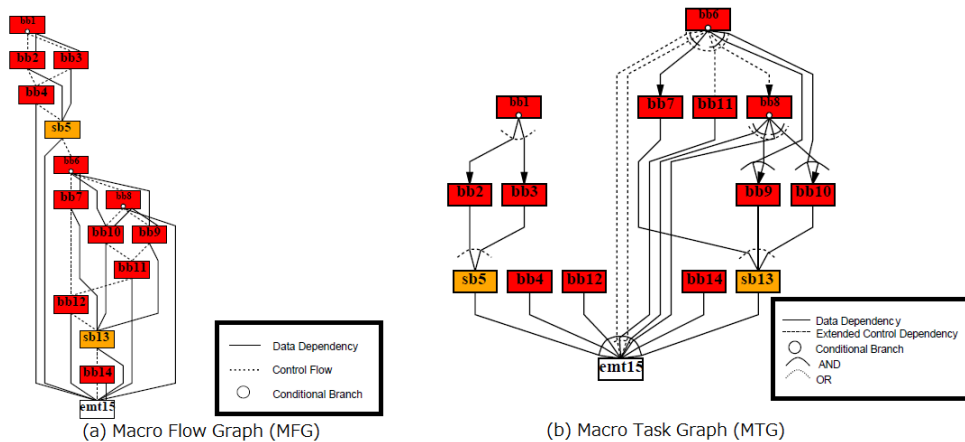 bb1
bb2
bb3
bb4
sb5
bb6
bb7
bb8
bb10
bb9
bb11
bb12
sb13
bb14
emt15
Data Dependency
Control Flow
Conditional Branch
(a) Macro Flow Graph (MFG)
bb6
bb1
bb7
bb11
bb8
bb2
bb3
bb9
bb10
sb5
bb4
bb12
bb14
sb13
emt15
Data Dependency
Extended Control Dependency
Conditional Branch
AND
OR
(b) Macro Task Graph (MTG)